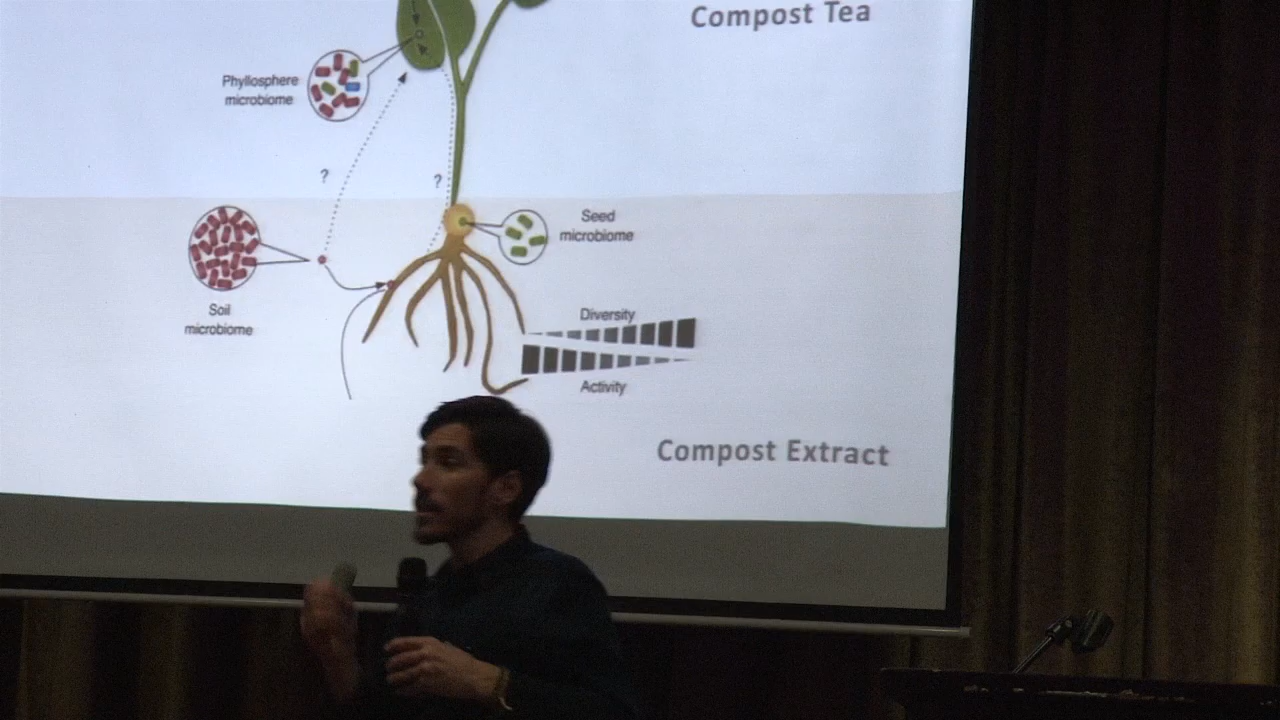 Compost Tea
Phyllosphere
microbiome
?
?
Seed
microbiome
Soil
microbiome
Diversity
Activity
Compost Extract